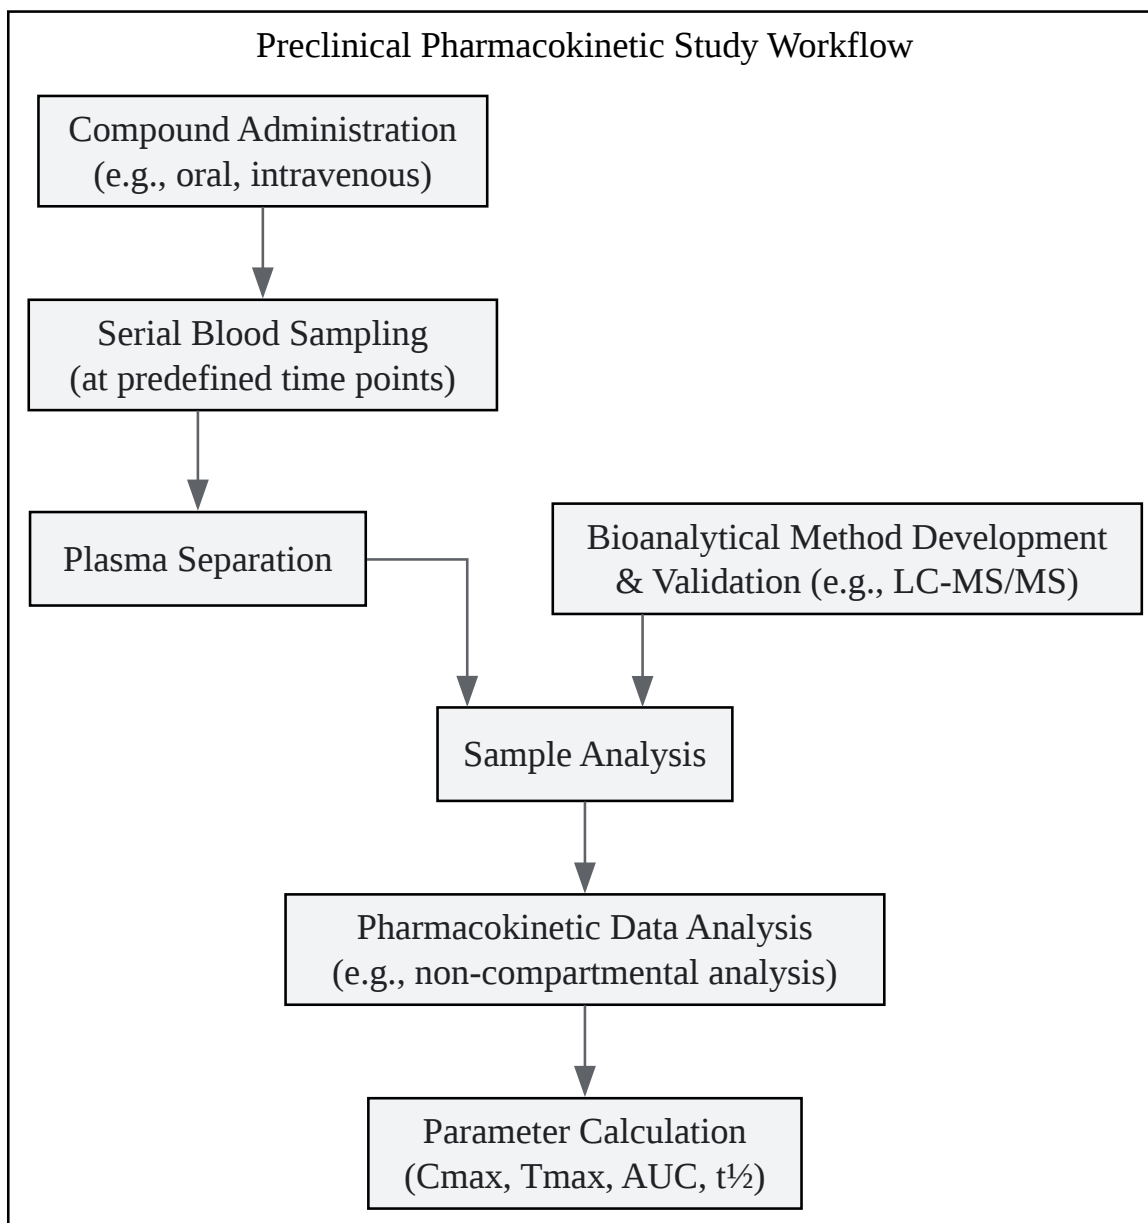 Preclinical Pharmacokinetic Study Workflow
Compound Administration
(e.g., oral, intravenous)
Serial Blood Sampling
(at predefined time points)
Plasma Separation
Bioanalytical Method Development
& Validation (e.g., LC-MS/MS)
Sample Analysis
Pharmacokinetic Data Analysis
(e.g., non-compartmental analysis)
Parameter Calculation
(Cmax, Tmax, AUC, t½)